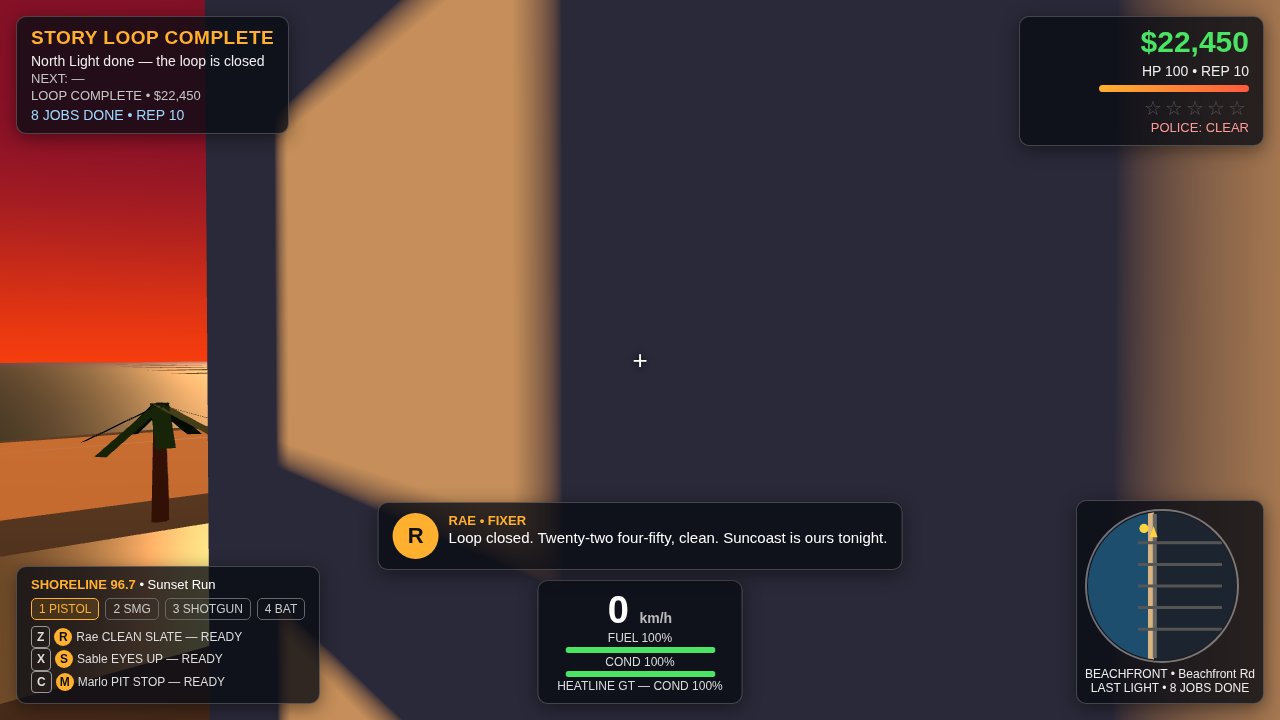 STORY LOOP COMPLETE
North Light done — the loop is closed
NEXT: —
LOOP COMPLETE • $22,450
8 JOBS DONE • REP 10
$22,450
HP 100 • REP 10
☆☆☆☆☆
POLICE: CLEAR
+
R
RAE • FIXER
Loop closed. Twenty-two four-fifty, clean. Suncoast is ours tonight.
SHORELINE 96.7 • Sunset Run
1 PISTOL 2 SMG 3 SHOTGUN 4 BAT
Z R Rae CLEAN SLATE — READY
X S Sable EYES UP — READY
C M Marlo PIT STOP — READY
0 km/h
FUEL 100%
COND 100%
HEATLINE GT — COND 100%
BEACHFRONT • Beachfront Rd
LAST LIGHT • 8 JOBS DONE